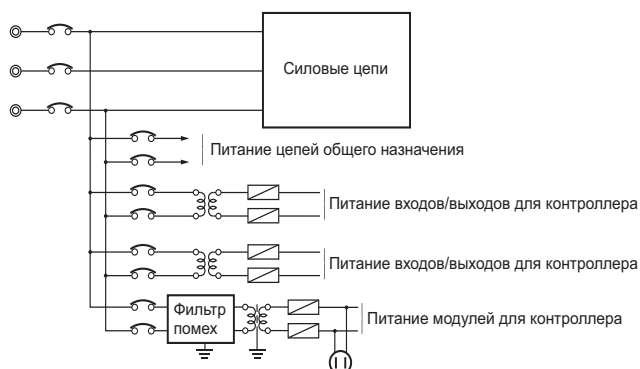 Силовые цепи
Питание цепей общего назначения
Питание входов/выходов для контроллера
Питание входов/выходов для контроллера
Фильтр
помех
Питание модулей для контроллера